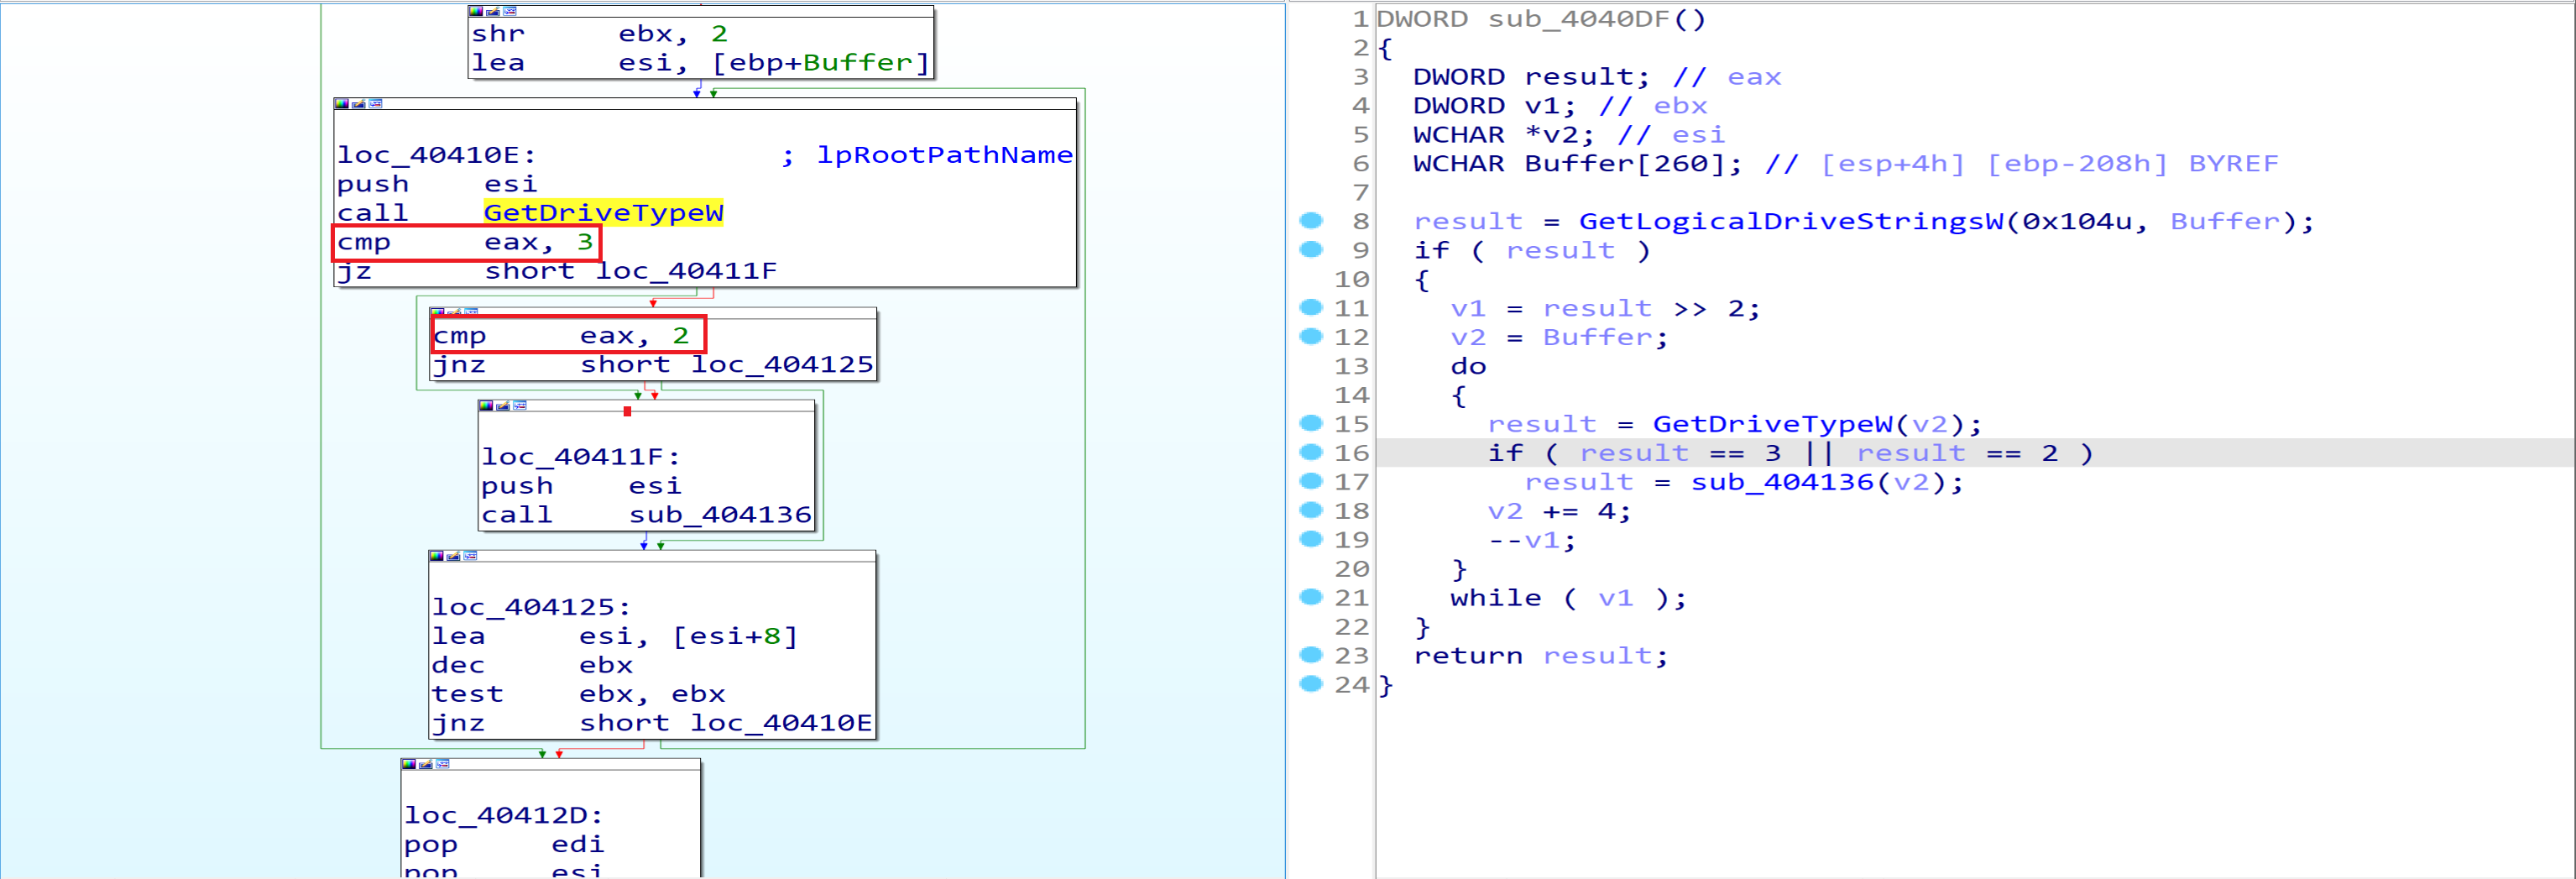 shr ebx, 2
lea esi, [ebp+Buffer]
loc_40410E: ; lpRootPathName
push esi
call GetDriveTypeW
cmp eax, 3
jz short loc_40411F
cmp eax, 2
jnz short loc_404125
loc_40411F:
push esi
call sub_404136
loc_404125:
lea esi, [esi+8]
dec ebx
test ebx, ebx
jnz short loc_40410E
loc_40412D:
pop edi
pop esi
1 DWORD sub_4040DF()
2 {
3 DWORD result; // eax
4 DWORD v1; // ebx
5 WCHAR *v2; // esi
6 WCHAR Buffer[260]; // [esp+4h] [ebp-208h] BYREF
7
8 result = GetLogicalDriveStringsW(0x104u, Buffer);
9 if ( result )
10 {
11 v1 = result >> 2;
12 v2 = Buffer;
13 do
14 {
15 result = GetDriveTypeW(v2);
16 if ( result == 3 || result == 2 )
17 result = sub_404136(v2);
18 v2 += 4;
19 --v1;
20 }
21 while ( v1 );
22 }
23 return result;
24 }